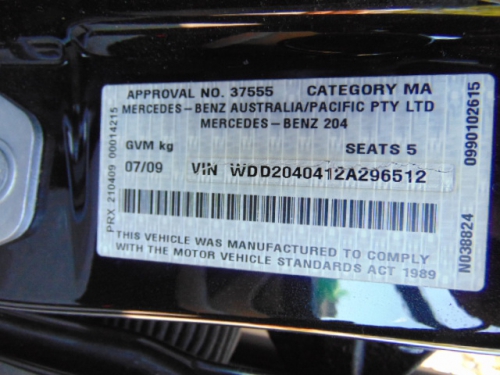 APPROVAL NO. 37555 CATEGORY MA
MERCEDES-BENZ AUSTRALIA/PACIFIC PTY LTD
MERCEDES-BENZ 204
GVM kg SEATS 5
07/09 VIN WDD2040412A296512
THIS VEHICLE WAS MANUFACTURED TO COMPLY
WITH THE MOTOR VEHICLE STANDARDS ACT 1989
PRX 210409 00014215
N038824 0990102615